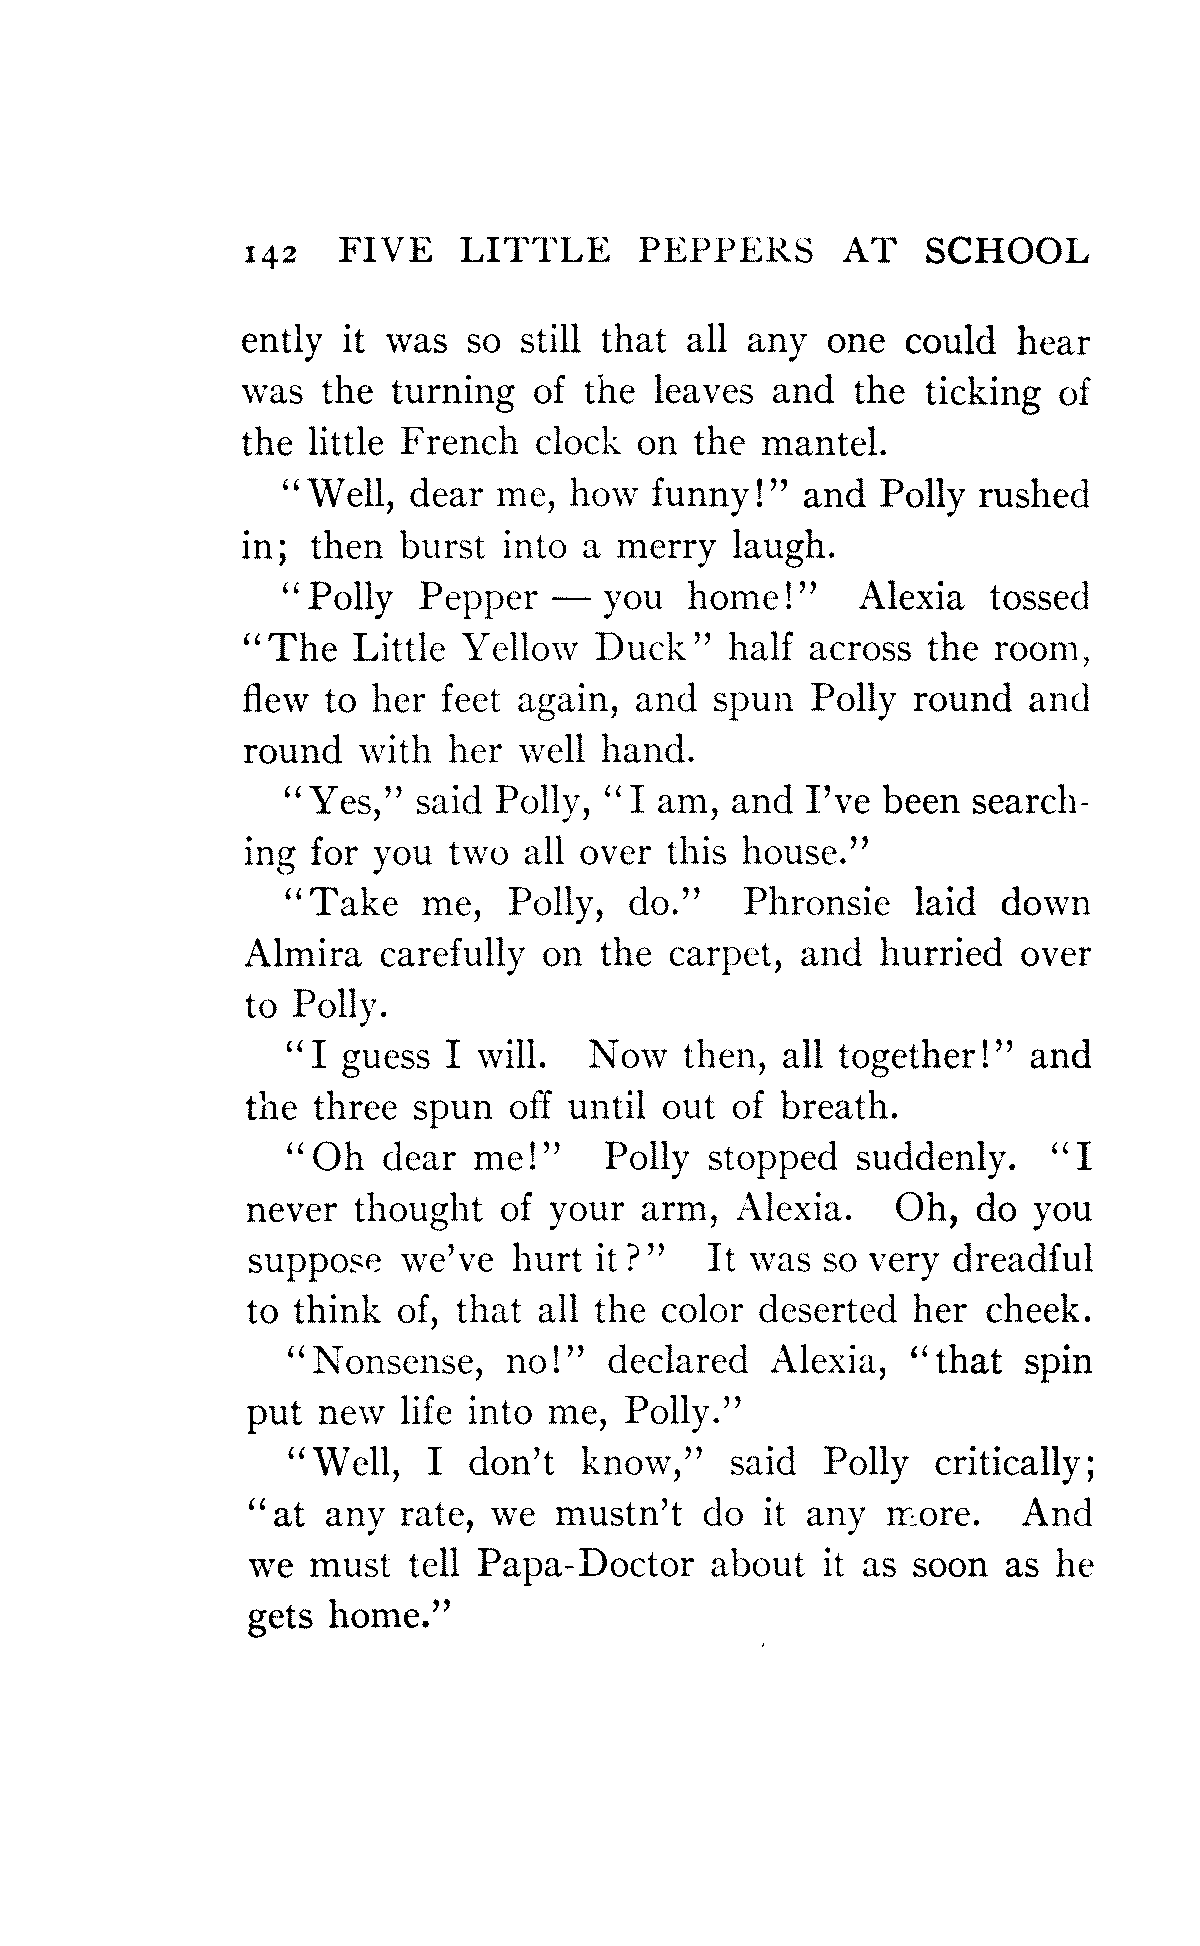 142 FIVE LITTLE PEPPERS AT SCHOOL
ently it was so still that all any one could hear
was the turning of the leaves and the ticking of
the little French clock on the mantel.
"Well, dear me, how funny!" and Polly rushed
in; then burst into a merry laugh.
"Polly Pepper — you home!" Alexia tossed
"The Little Yellow Duck" half across the room,
flew to her feet again, and spun Polly round and
round with her well hand.
"Yes," said Polly, "I am, and I've been search-
ing for you two all over this house."
"Take me, Polly, do." Phronsie laid down
Almira carefully on the carpet, and hurried over
to Polly.
"I guess I will. Now then, all together!" and
the three spun off until out of breath.
"Oh dear me!" Polly stopped suddenly. "I
never thought of your arm, Alexia. Oh, do you
suppose we've hurt it?" It was so very dreadful
to think of, that all the color deserted her cheek.
"Nonsense, no!" declared Alexia, "that spin
put new life into me, Polly."
"Well, I don't know," said Polly critically;
"at any rate, we mustn't do it any more. And
we must tell Papa-Doctor about it as soon as he
gets home."